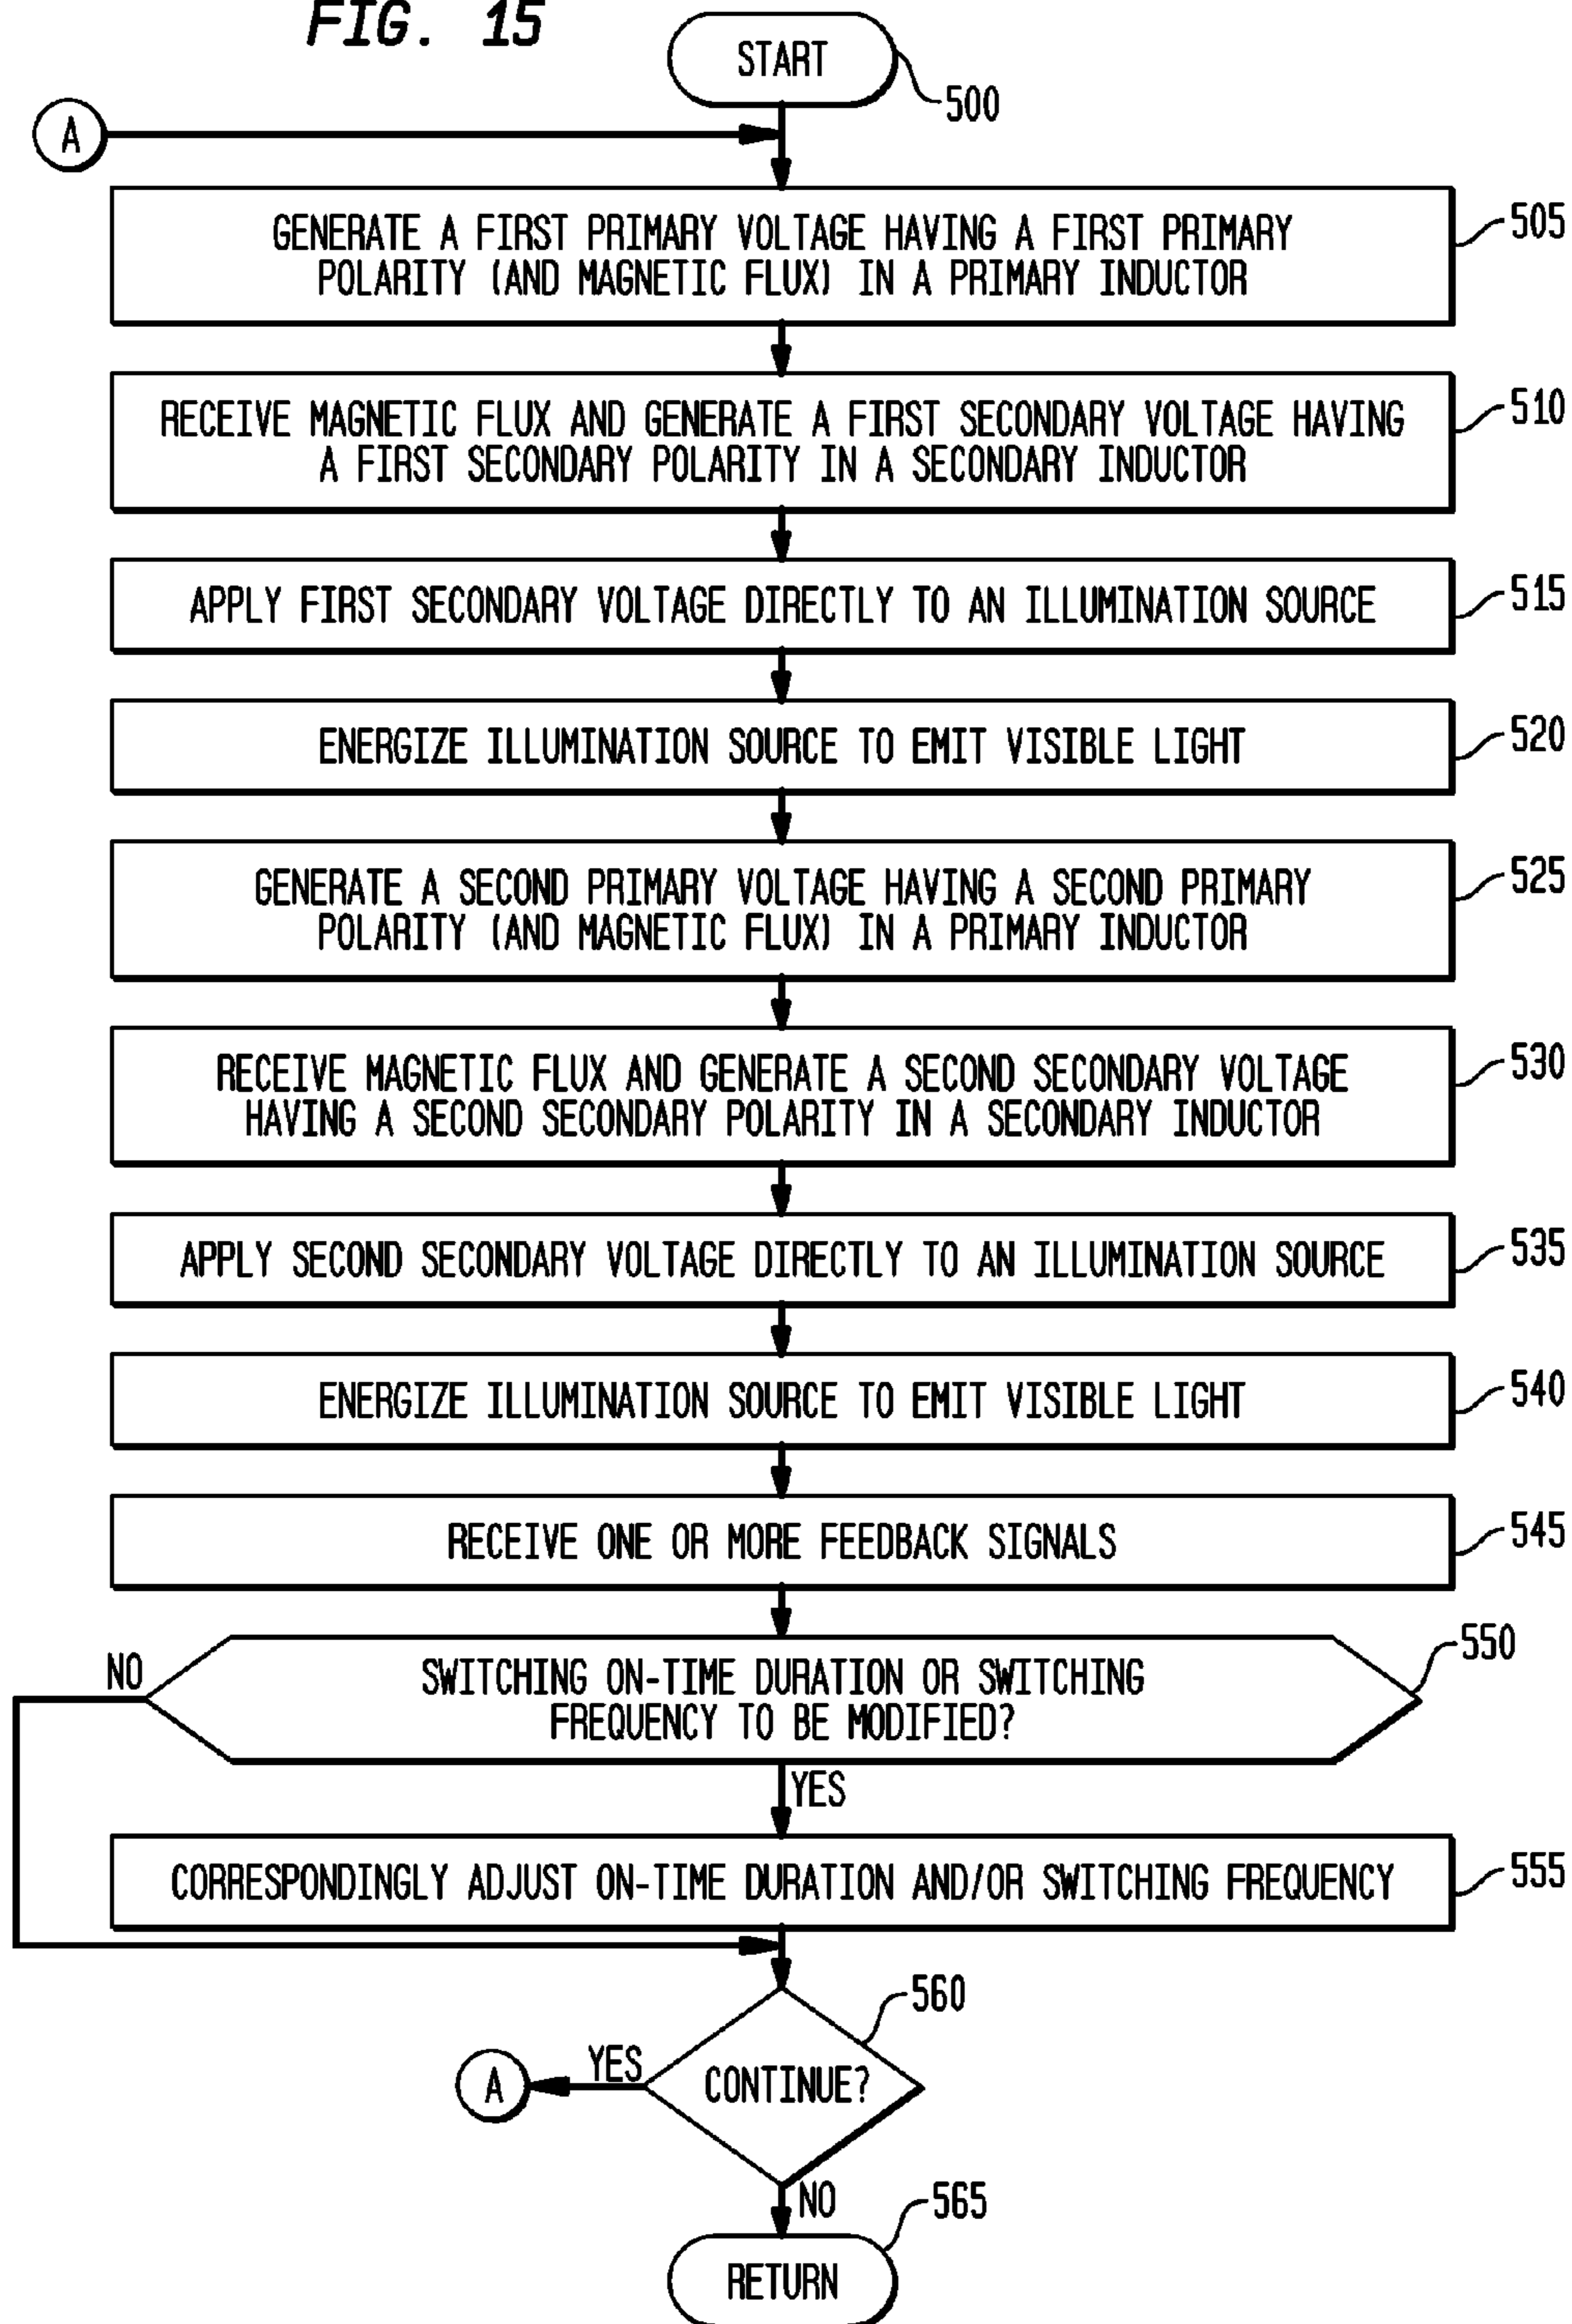 FIG. 15
START
500
A
GENERATE A FIRST PRIMARY VOLTAGE HAVING A FIRST PRIMARY
POLARITY (AND MAGNETIC FLUX) IN A PRIMARY INDUCTOR
505
RECEIVE MAGNETIC FLUX AND GENERATE A FIRST SECONDARY VOLTAGE HAVING
A FIRST SECONDARY POLARITY IN A SECONDARY INDUCTOR
510
APPLY FIRST SECONDARY VOLTAGE DIRECTLY TO AN ILLUMINATION SOURCE
515
ENERGIZE ILLUMINATION SOURCE TO EMIT VISIBLE LIGHT
520
GENERATE A SECOND PRIMARY VOLTAGE HAVING A SECOND PRIMARY
POLARITY (AND MAGNETIC FLUX) IN A PRIMARY INDUCTOR
525
RECEIVE MAGNETIC FLUX AND GENERATE A SECOND SECONDARY VOLTAGE
HAVING A SECOND SECONDARY POLARITY IN A SECONDARY INDUCTOR
530
APPLY SECOND SECONDARY VOLTAGE DIRECTLY TO AN ILLUMINATION SOURCE
535
ENERGIZE ILLUMINATION SOURCE TO EMIT VISIBLE LIGHT
540
RECEIVE ONE OR MORE FEEDBACK SIGNALS
545
NO
SWITCHING ON-TIME DURATION OR SWITCHING
FREQUENCY TO BE MODIFIED?
550
YES
CORRESPONDINGLY ADJUST ON-TIME DURATION AND/OR SWITCHING FREQUENCY
555
560
A
YES
CONTINUE?
NO
565
RETURN